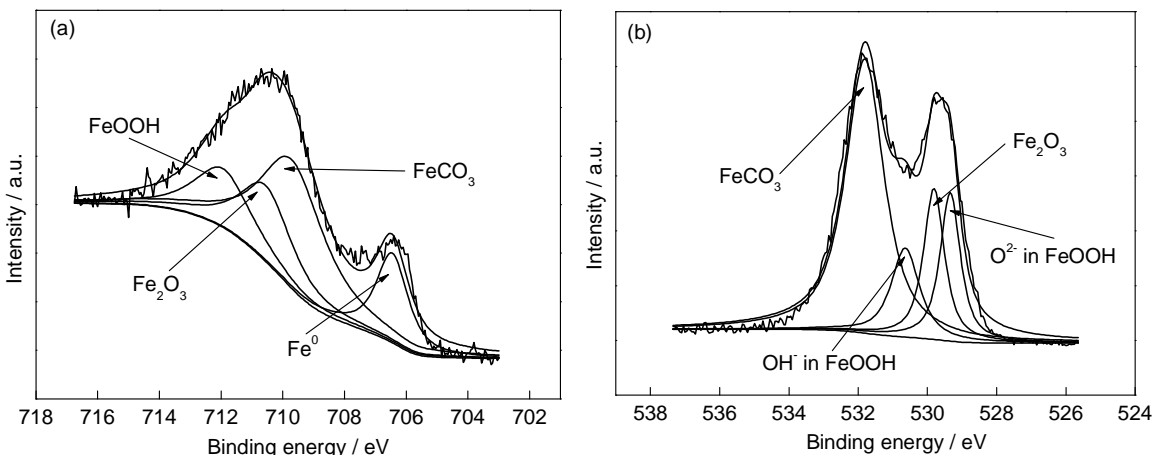 (a)
FeOOH
FeCO₃
Fe₂O₃
Fe⁰
Intensity / a.u.
718 716 714 712 710 708 706 704 702
Binding energy / eV
(b)
FeCO₃
Fe₂O₃
O²⁻ in FeOOH
OH⁻ in FeOOH
Intensity / a.u.
538 536 534 532 530 528 526 524
Binding energy / eV